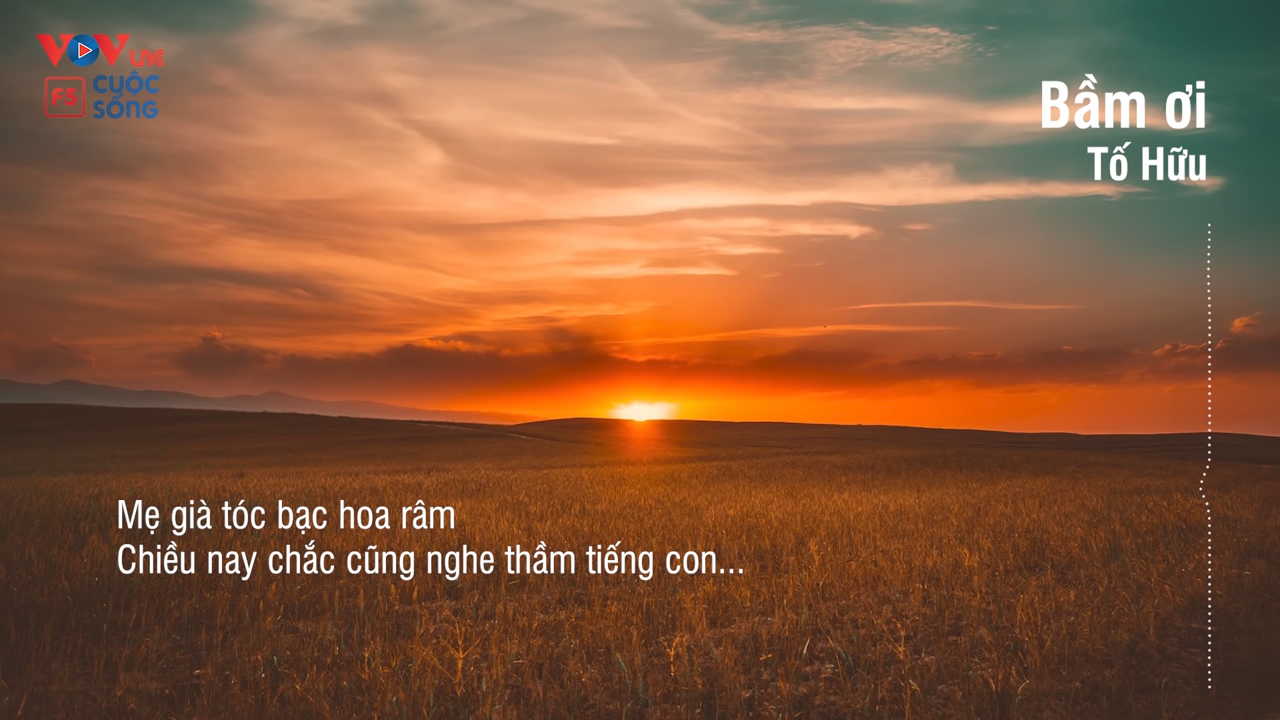 VOV LIVE
F5 CUỘC SỐNG
Bầm ơi
Tố Hữu
Mẹ già tóc bạc hoa râm
Chiều nay chắc cũng nghe thầm tiếng con...